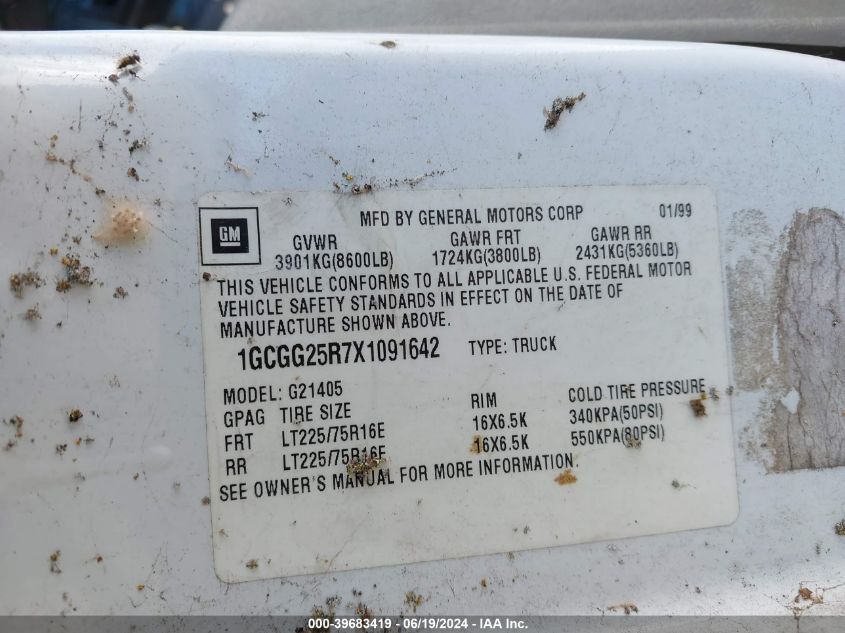 MFD BY GENERAL MOTORS CORP 01/99
GM
GVWR GAWR FRT GAWR RR
3901KG(8600LB) 1724KG(3800LB) 2431KG(5360LB)
THIS VEHICLE CONFORMS TO ALL APPLICABLE U.S. FEDERAL MOTOR
VEHICLE SAFETY STANDARDS IN EFFECT ON THE DATE OF
MANUFACTURE SHOWN ABOVE.
1GCGG25R7X1091642 TYPE: TRUCK
MODEL: G21405
GPAG TIRE SIZE RIM COLD TIRE PRESSURE
FRT LT225/75R16E 16X6.5K 340KPA(50PSI)
RR LT225/75R16E 16X6.5K 550KPA(80PSI)
SEE OWNER'S MANUAL FOR MORE INFORMATION.
000-39683419 - 06/19/2024 - IAA Inc.